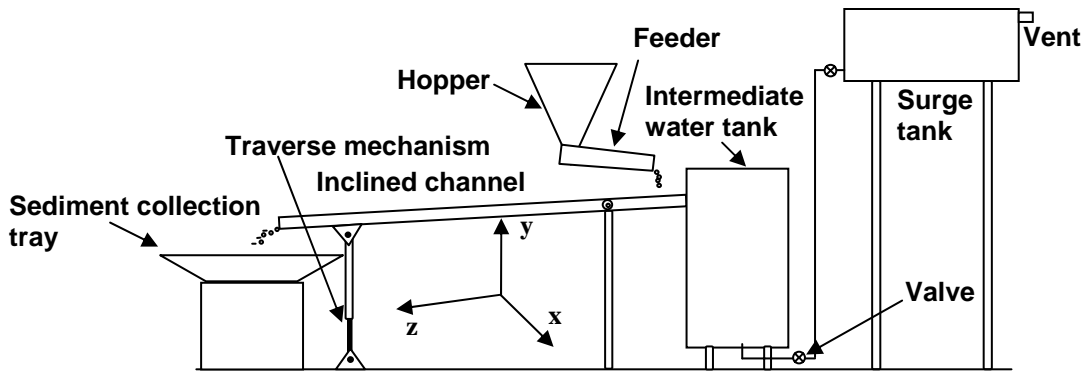 Feeder
Vent
Hopper
Intermediate
water tank
Surge
tank
Traverse mechanism
Inclined channel
Sediment collection
tray
y
z
x
Valve